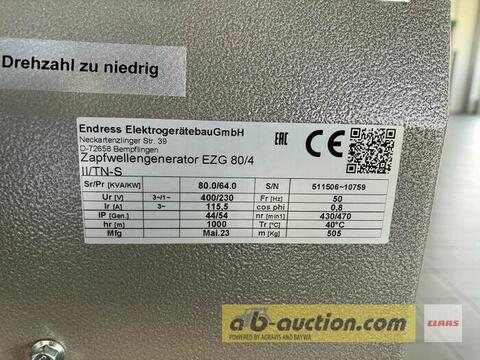 Drehzahl zu niedrig
Endress ElektrogerätebauGmbH
Neckartenzlinger Str. 39
D-72658 Bempflingen
Zapfwellengenerator EZG 80/4
II/TN-S
EAC CE
Sr/Pr [KVA/KW] 80.0/64.0 S/N 511506~10759
Ur [V] 3~/1~ 400/230 Fr [Hz] 50
Ir [A] 3~ 115,5 cos phi 0,8
IP [Gen.] 44/54 nr [min1] 430/470
hr [m] 1000 Tr [°C] 40°C
Mfg Mai.23 m [Kg] 505
ab-auction.com
POWERED BY AGRAVIS AND BAYWA
CLAAS